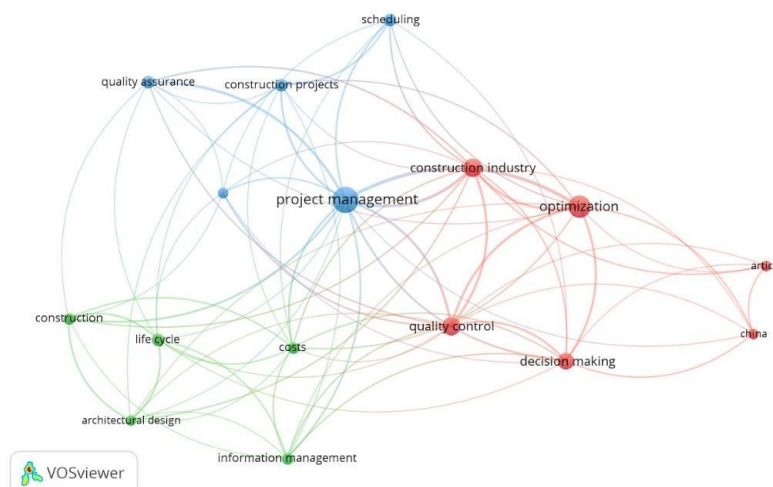 scheduling
quality assurance
construction projects
construction industry
project management
optimization
artic
construction
quality control
china
life cycle
costs
decision making
architectural design
information management
VOSviewer